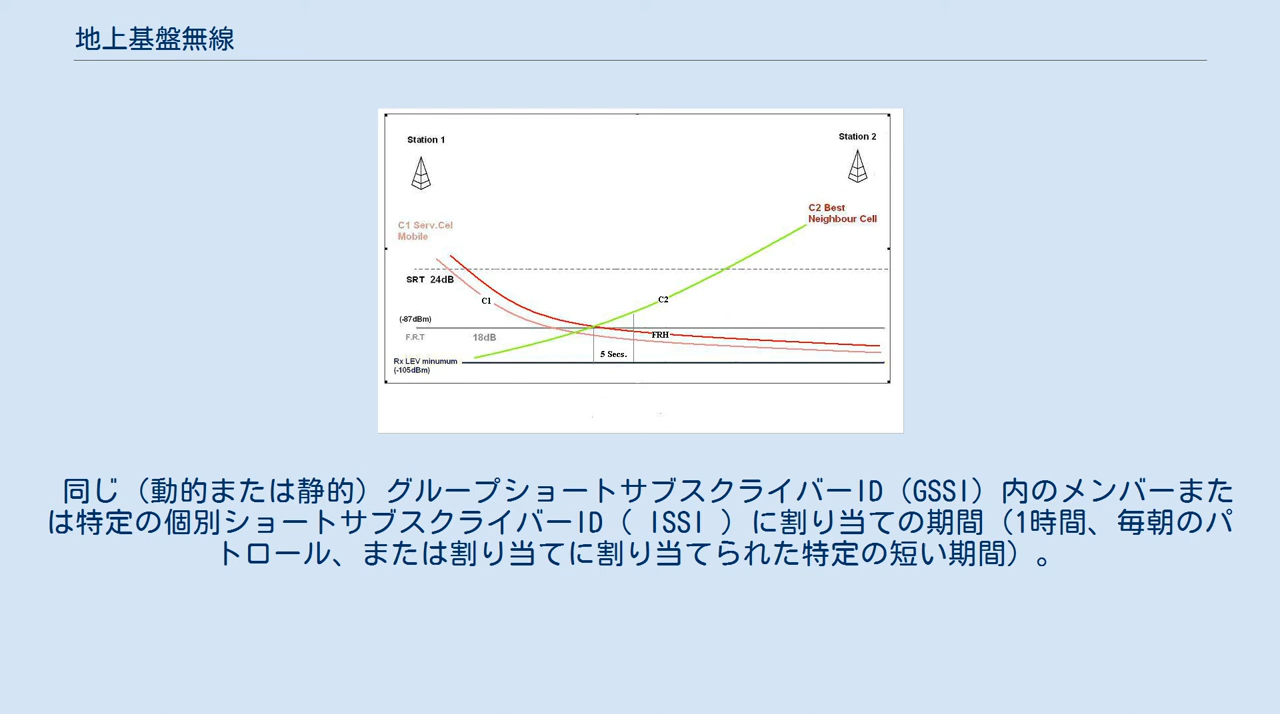 地上基盤無線
Station 1
Station 2
C2 Best
Neighbour Cell
C1 Serv.Cel
Mobile
SRT 24dB
C1
C2
(-87dBm)
F.R.T 18dB
FRH
5 Secs.
Rx LEV minumum
(-105dBm)
同じ（動的または静的）グループショートサブスクライバーID（GSSI）内のメンバーまた
は特定の個別ショートサブスクライバーID（ ISSI ）に割り当ての期間（1時間、毎朝のパ
トロール、または割り当てに割り当てられた特定の短い期間）。